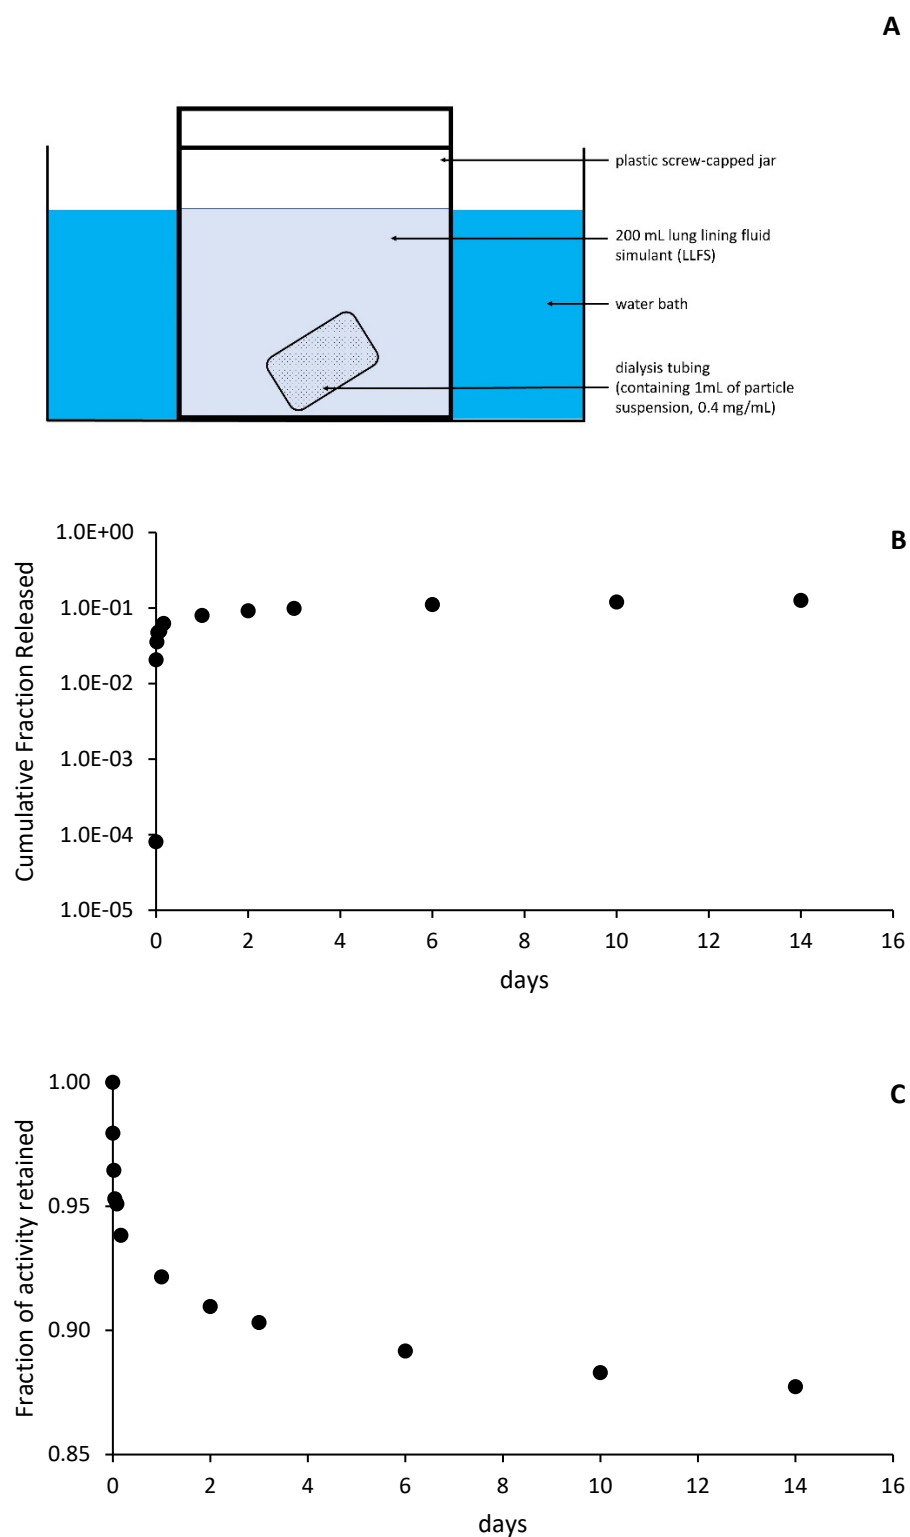 A
plastic screw-capped jar
200 mL lung lining fluid
simulant (LLFS)
water bath
dialysis tubing
(containing 1mL of particle
suspension, 0.4 mg/mL)
B
Cumulative Fraction Released
1.0E+00
1.0E-01
1.0E-02
1.0E-03
1.0E-04
1.0E-05
0 2 4 6 8 10 12 14 16
days
C
Fraction of activity retained
1.00
0.95
0.90
0.85
0 2 4 6 8 10 12 14 16
days